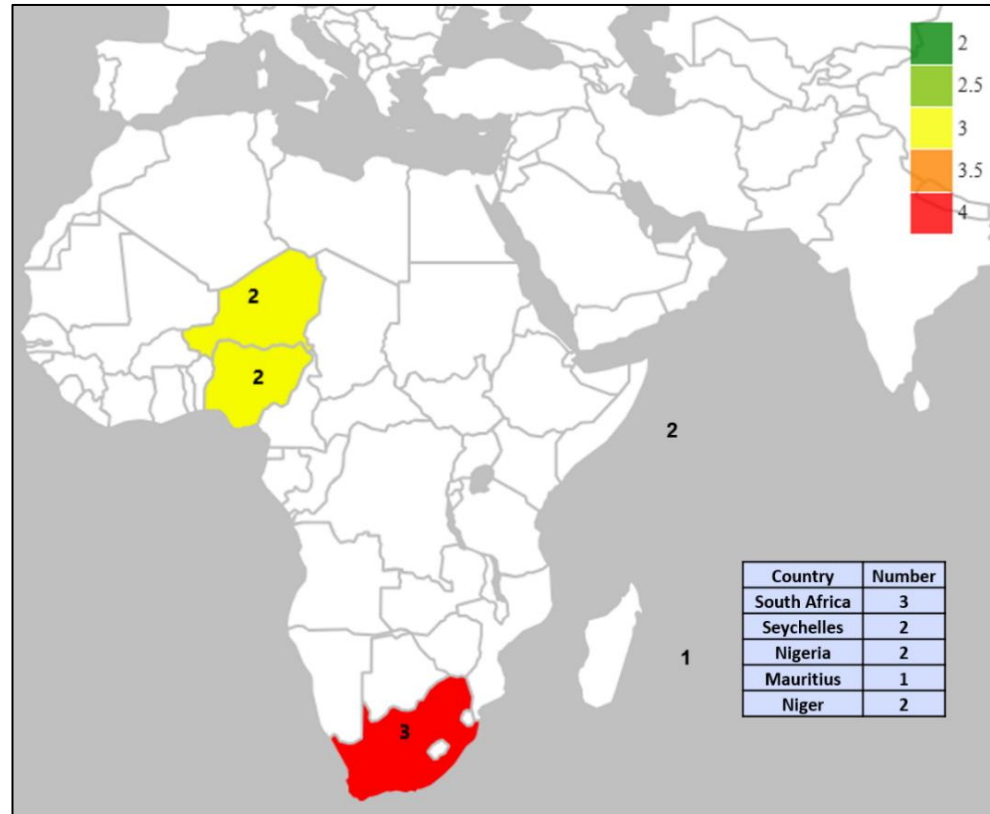 2
2.5
3
3.5
4
2
2
2
1
3
Country Number
South Africa 3
Seychelles 2
Nigeria 2
Mauritius 1
Niger 2